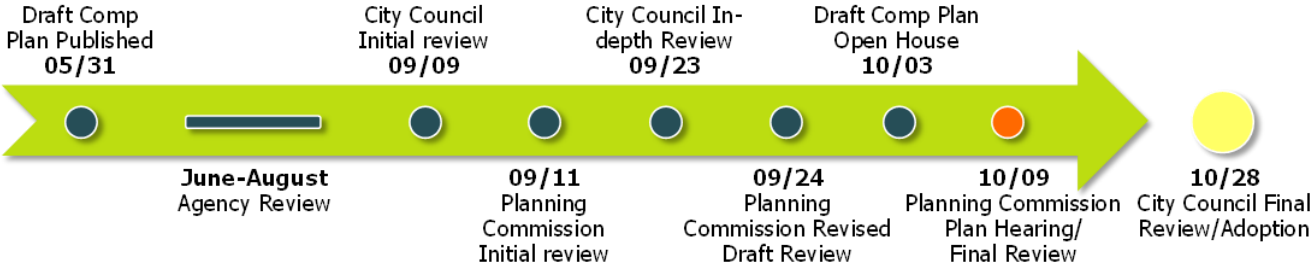 Draft Comp
Plan Published
05/31
City Council
Initial review
09/09
City Council In-
depth Review
09/23
Draft Comp Plan
Open House
10/03
June-August
Agency Review
09/11
Planning
Commission
Initial review
09/24
Planning
Commission Revised
Draft Review
10/09
Planning Commission
Plan Hearing/
Final Review
10/28
City Council Final
Review/Adoption